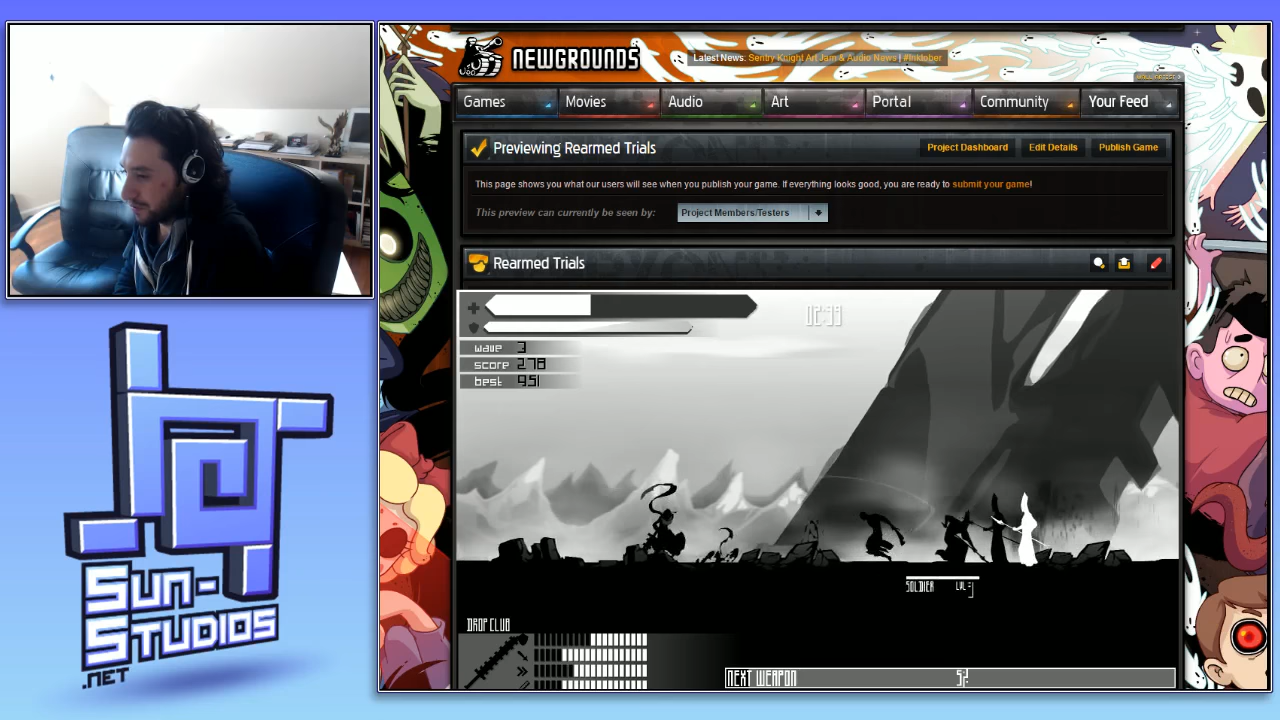 NEWGROUNDS
Latest News: Sentry Knight Art Jam & Audio News | #Inktober
Games Movies Audio Art Portal Community Your Feed
Previewing Rearmed Trials
Project Dashboard Edit Details Publish Game
This page shows you what our users will see when you publish your game. If everything looks good, you are ready to submit your game!
This preview can currently be seen by: Project Members/Testers
Rearmed Trials
02:39
wave 3
score 278
best 951
SOLDIER LVL
DROP CLUB
NEXT WEAPON
SUN-
STUDIOS
.NET